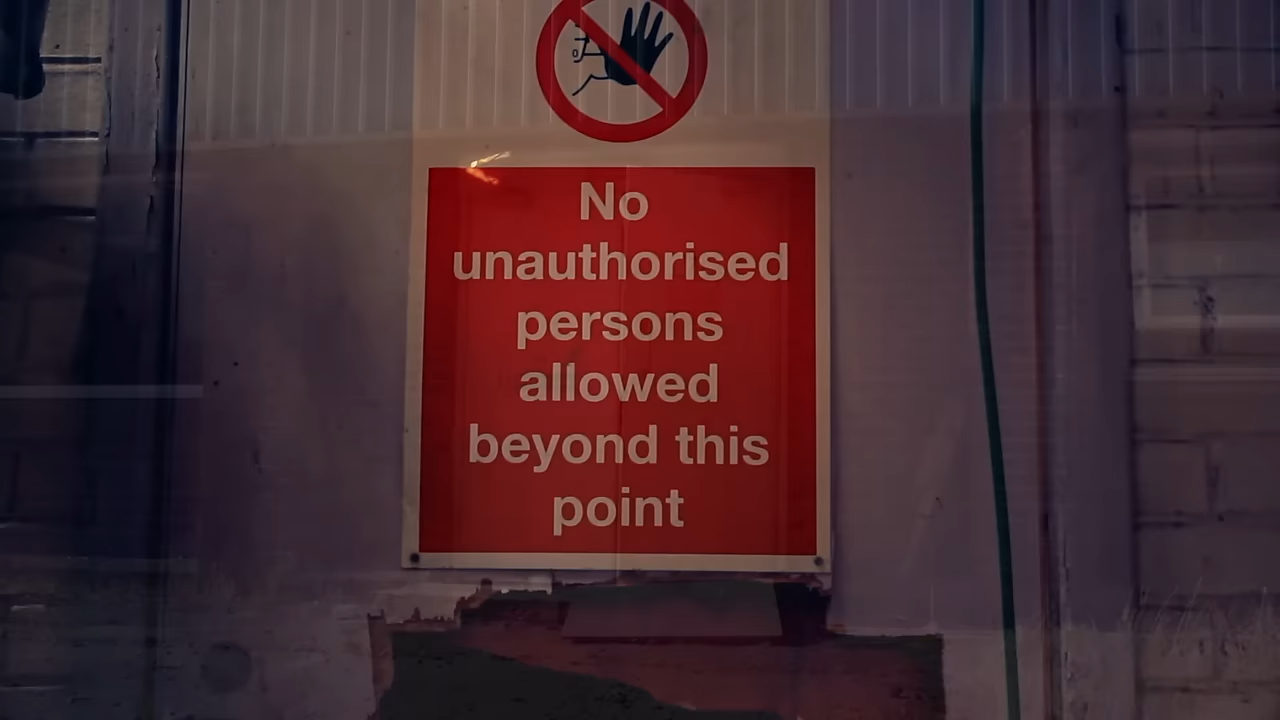 No
unauthorised
persons
allowed
beyond this
point